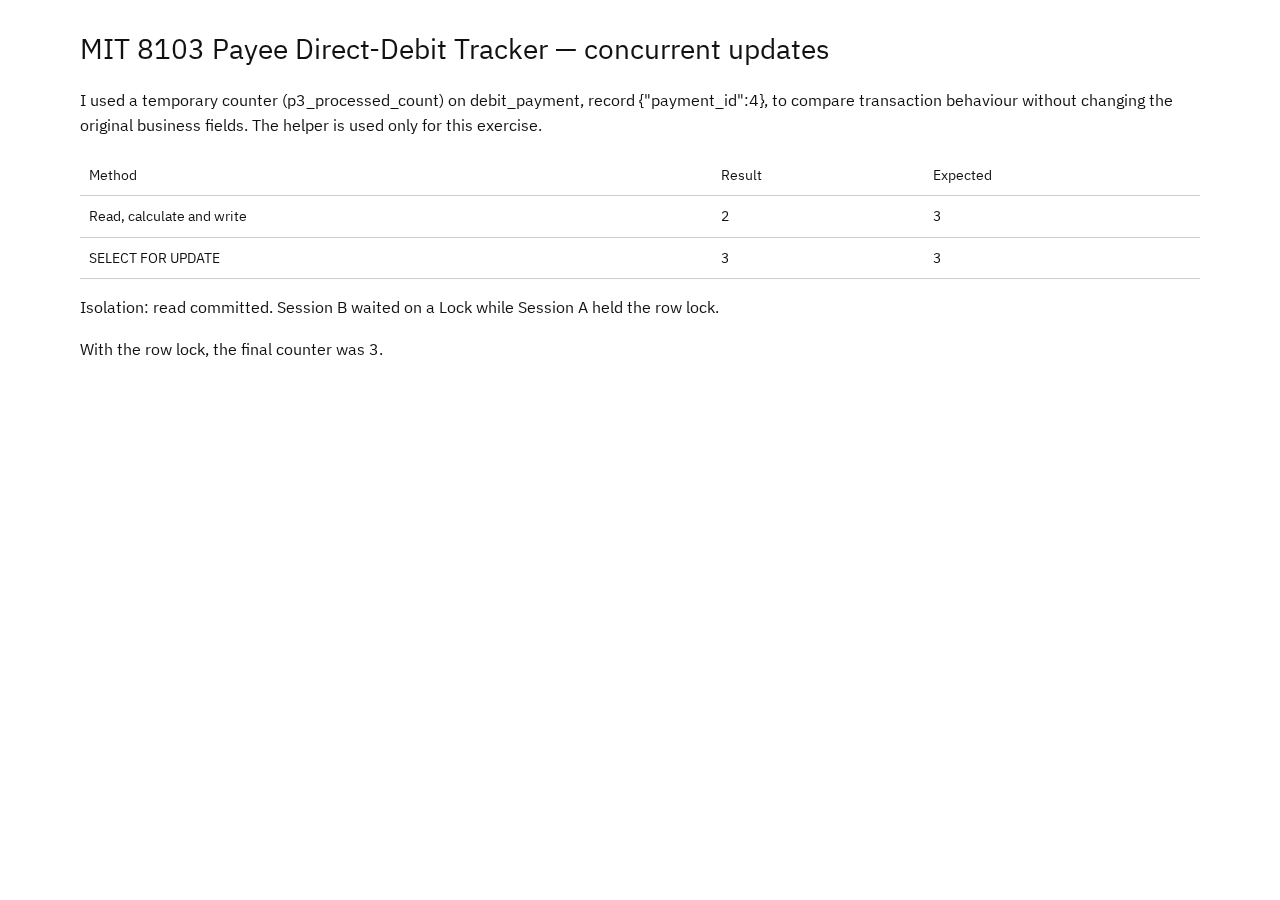 MIT 8103 Payee Direct-Debit Tracker — concurrent updates
I used a temporary counter (p3_processed_count) on debit_payment, record {"payment_id":4}, to compare transaction behaviour without changing the
original business fields. The helper is used only for this exercise.
Method Result Expected
Read, calculate and write 2 3
SELECT FOR UPDATE 3 3
Isolation: read committed. Session B waited on a Lock while Session A held the row lock.
With the row lock, the final counter was 3.